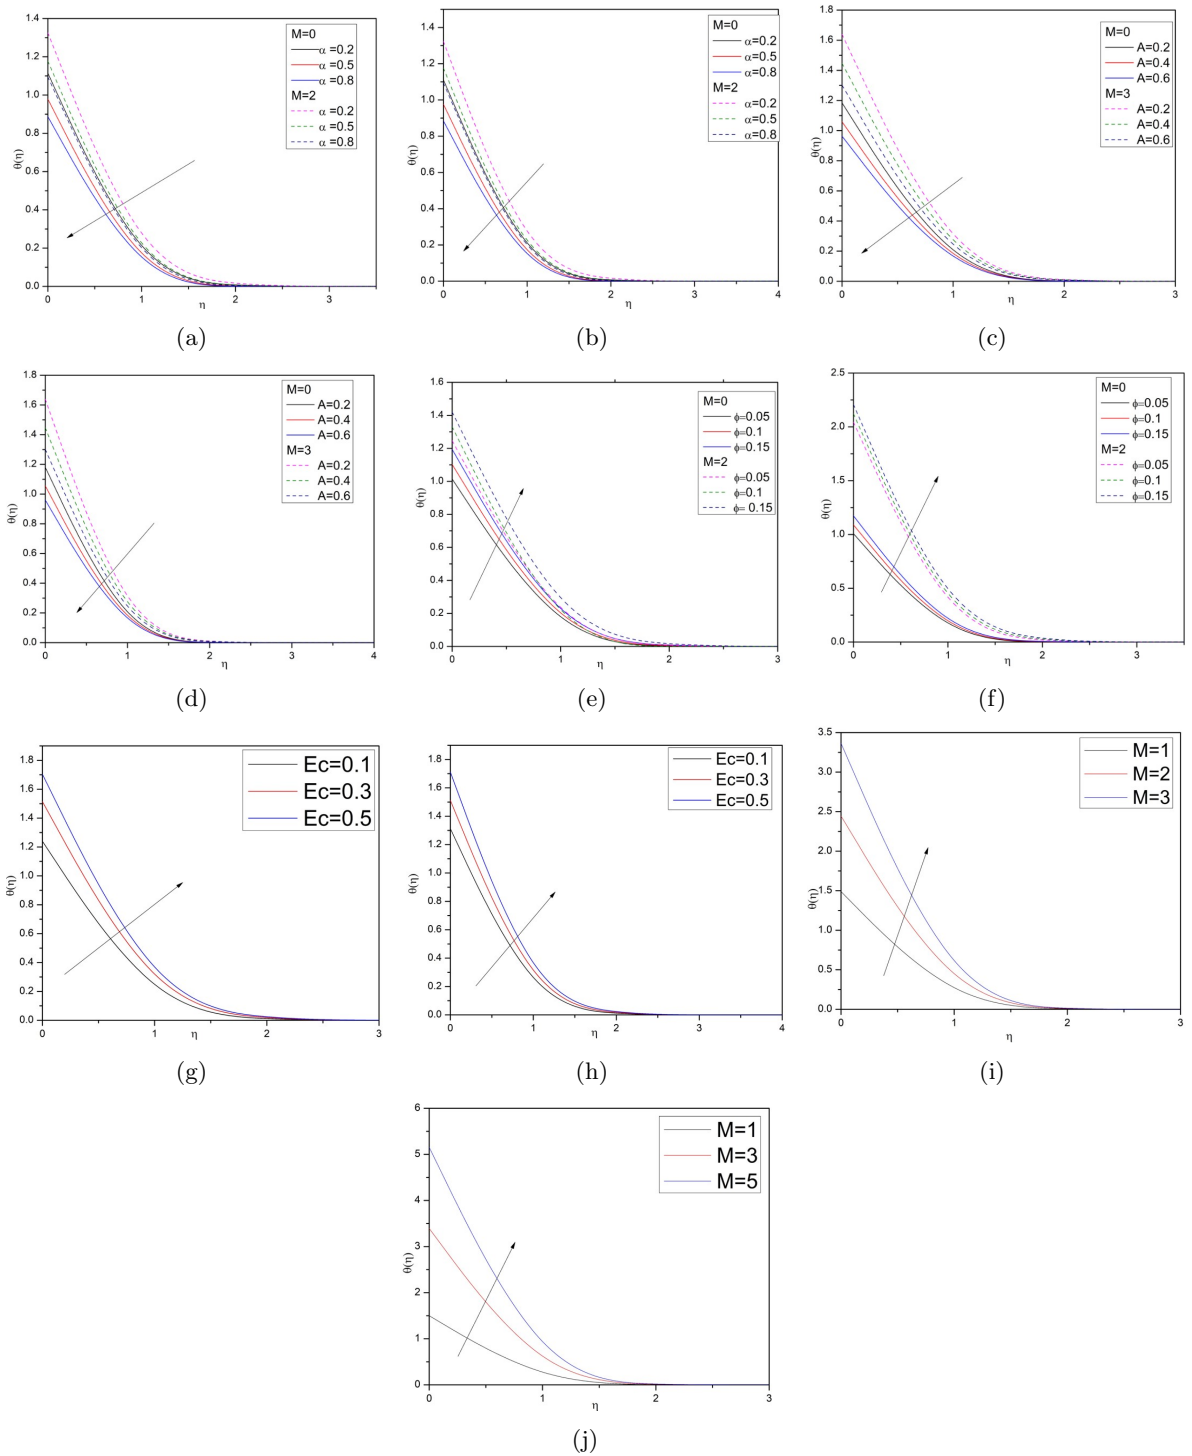 1.4
1.2
1.0
0.8
0.6
0.4
0.2
0.0
θ(η)
0
1
2
3
η
M=0
α =0.2
α =0.5
α =0.8
M=2
α =0.2
α =0.5
α =0.8
(a)
1.4
1.2
1.0
0.8
0.6
0.4
0.2
0.0
θ(η)
0
1
2
3
4
η
M=0
α=0.2
α=0.5
α=0.8
M=2
α=0.2
α=0.5
α=0.8
(b)
1.8
1.6
1.4
1.2
1.0
0.8
0.6
0.4
0.2
0.0
θ(η)
0
1
2
3
η
M=0
A=0.2
A=0.4
A=0.6
M=3
A=0.2
A=0.4
A=0.6
(c)
1.8
1.6
1.4
1.2
1.0
0.8
0.6
0.4
0.2
0.0
θ(η)
0
1
2
3
4
η
M=0
A=0.2
A=0.4
A=0.6
M=3
A=0.2
A=0.4
A=0.6
(d)
1.6
1.4
1.2
1.0
0.8
0.6
0.4
0.2
0.0
θ(η)
0
1
2
3
η
M=0
ϕ=0.05
ϕ=0.1
ϕ=0.15
M=2
ϕ=0.05
ϕ=0.1
ϕ= 0.15
(e)
2.5
2.0
1.5
1.0
0.5
0.0
θ(η)
0
1
2
3
η
M=0
ϕ=0.05
ϕ=0.1
ϕ=0.15
M=2
ϕ=0.05
ϕ=0.1
ϕ=0.15
(f)
1.8
1.6
1.4
1.2
1.0
0.8
0.6
0.4
0.2
0.0
θ(η)
0
1
2
3
η
Ec=0.1
Ec=0.3
Ec=0.5
(g)
1.8
1.6
1.4
1.2
1.0
0.8
0.6
0.4
0.2
0.0
θ(η)
0
1
2
3
4
η
Ec=0.1
Ec=0.3
Ec=0.5
(h)
3.5
3.0
2.5
2.0
1.5
1.0
0.5
0.0
θ(η)
0
1
2
3
η
M=1
M=2
M=3
(i)
6
5
4
3
2
1
0
θ(η)
0
1
2
3
η
M=1
M=3
M=5
(j)